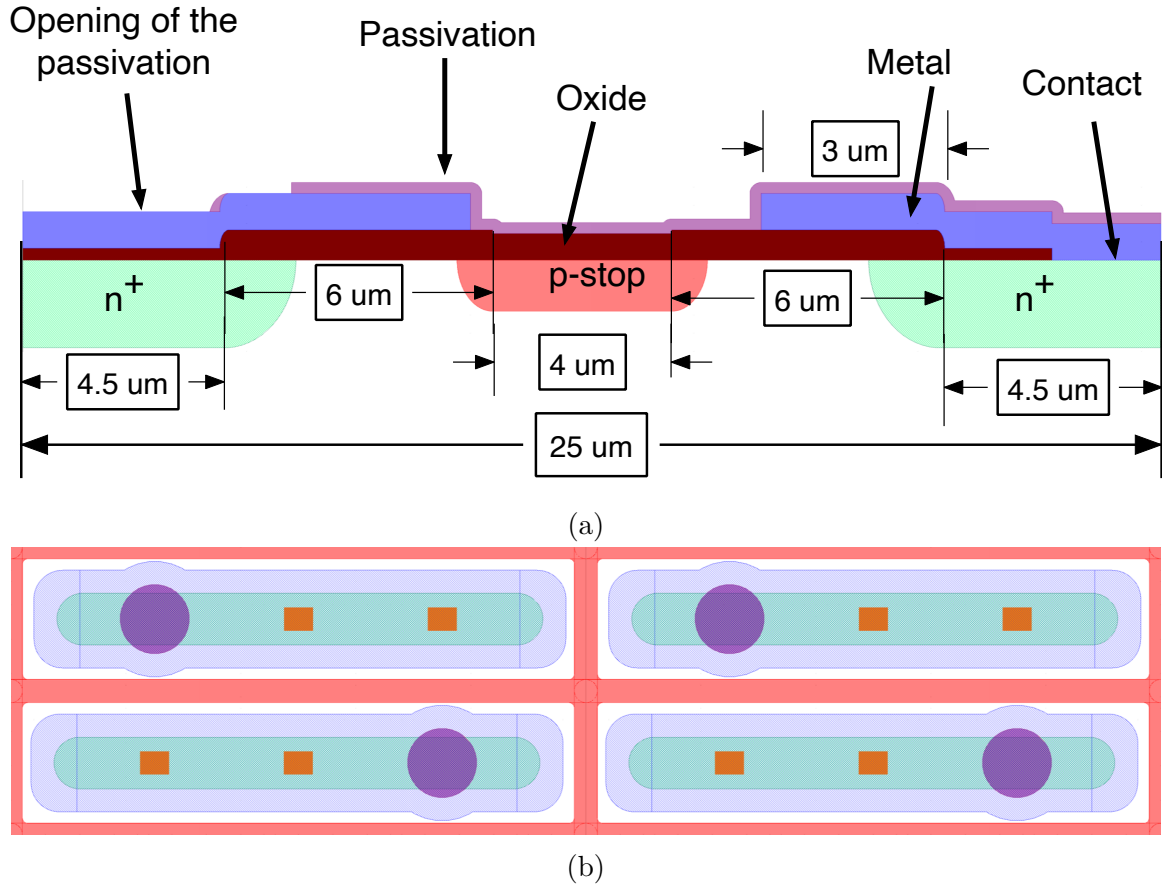 Opening of the
passivation
Passivation
Oxide
Metal
Contact
3 um
n+
6 um
p-stop
6 um
n+
4.5 um
4 um
4.5 um
25 um
(a)
(b)